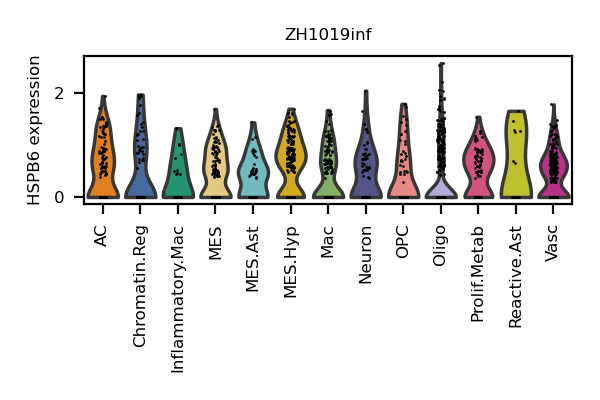 ZH1019inf
HSPB6 expression
2
0
AC
Chromatin.Reg
Inflammatory.Mac
MES
MES.Ast
MES.Hyp
Mac
Neuron
OPC
Oligo
Prolif.Metab
Reactive.Ast
Vasc